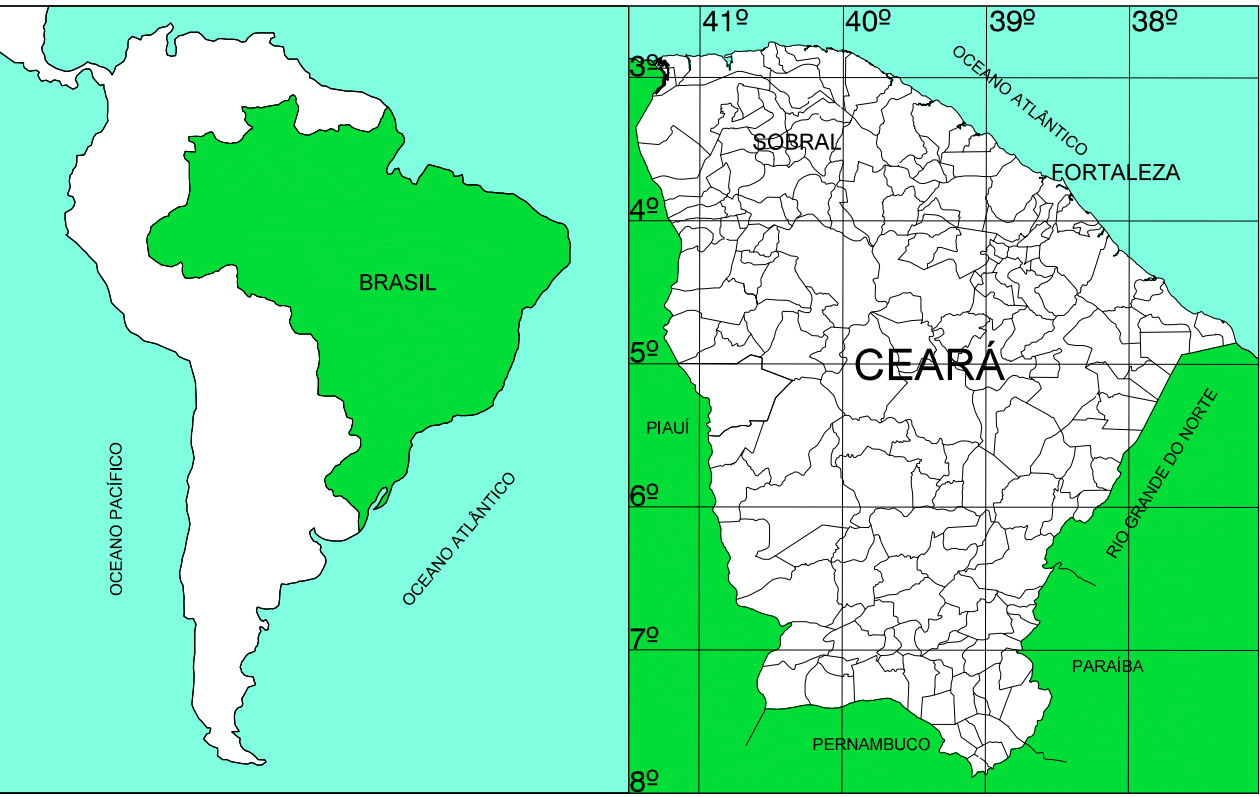 BRASIL
OCEANO PACÍFICO
OCEANO ATLÂNTICO
41º
40º
39º
38º
3º
4º
5º
6º
7º
8º
OCEANO ATLÂNTICO
SOBRAL
FORTALEZA
CEARÁ
PIAUÍ
RIO GRANDE DO NORTE
PARAÍBA
PERNAMBUCO